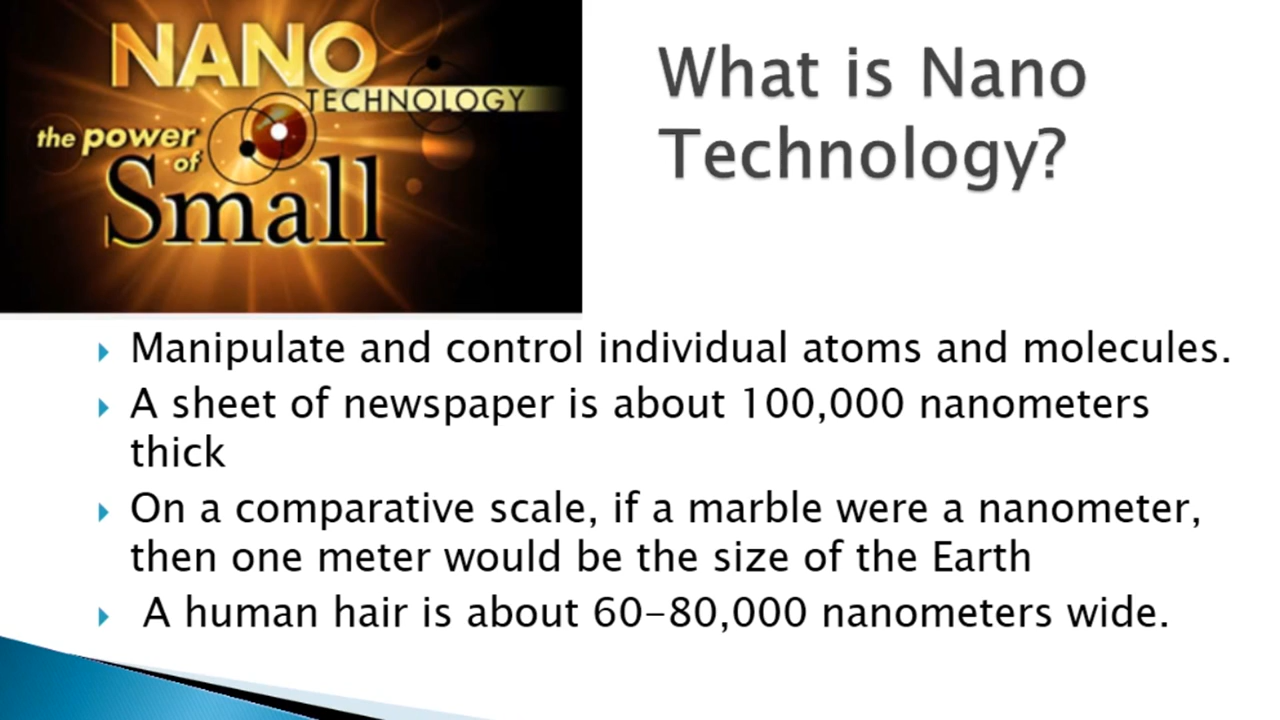 NANO
TECHNOLOGY
the power
of
Small
What is Nano
Technology?
Manipulate and control individual atoms and molecules.
A sheet of newspaper is about 100,000 nanometers
thick
On a comparative scale, if a marble were a nanometer,
then one meter would be the size of the Earth
A human hair is about 60-80,000 nanometers wide.